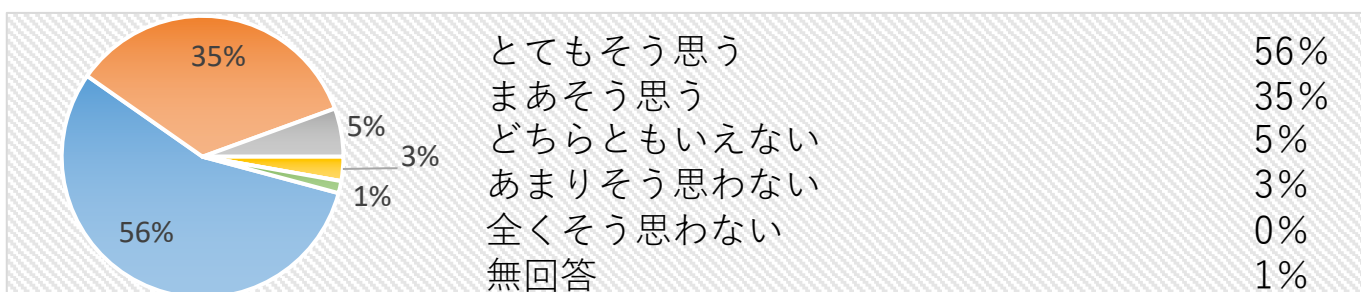 35%
5%
3%
1%
56%
とてもそう思う 56%
まあそう思う 35%
どちらともいえない 5%
あまりそう思わない 3%
全くそう思わない 0%
無回答 1%